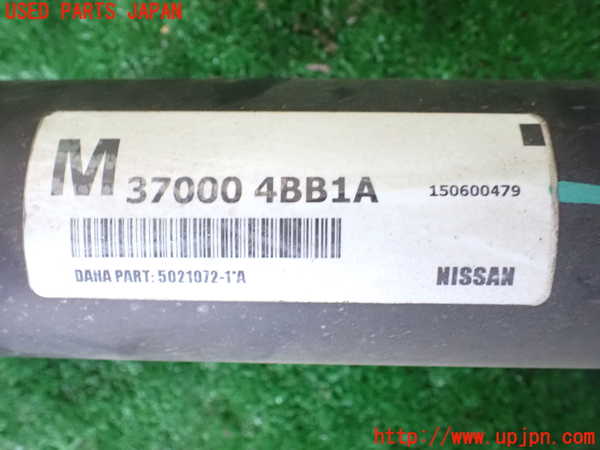 USED PARTS JAPAN
M 37000 4BB1A 150600479
DAHA PART: 5021072-1*A NISSAN
http://www.upjpn.com/